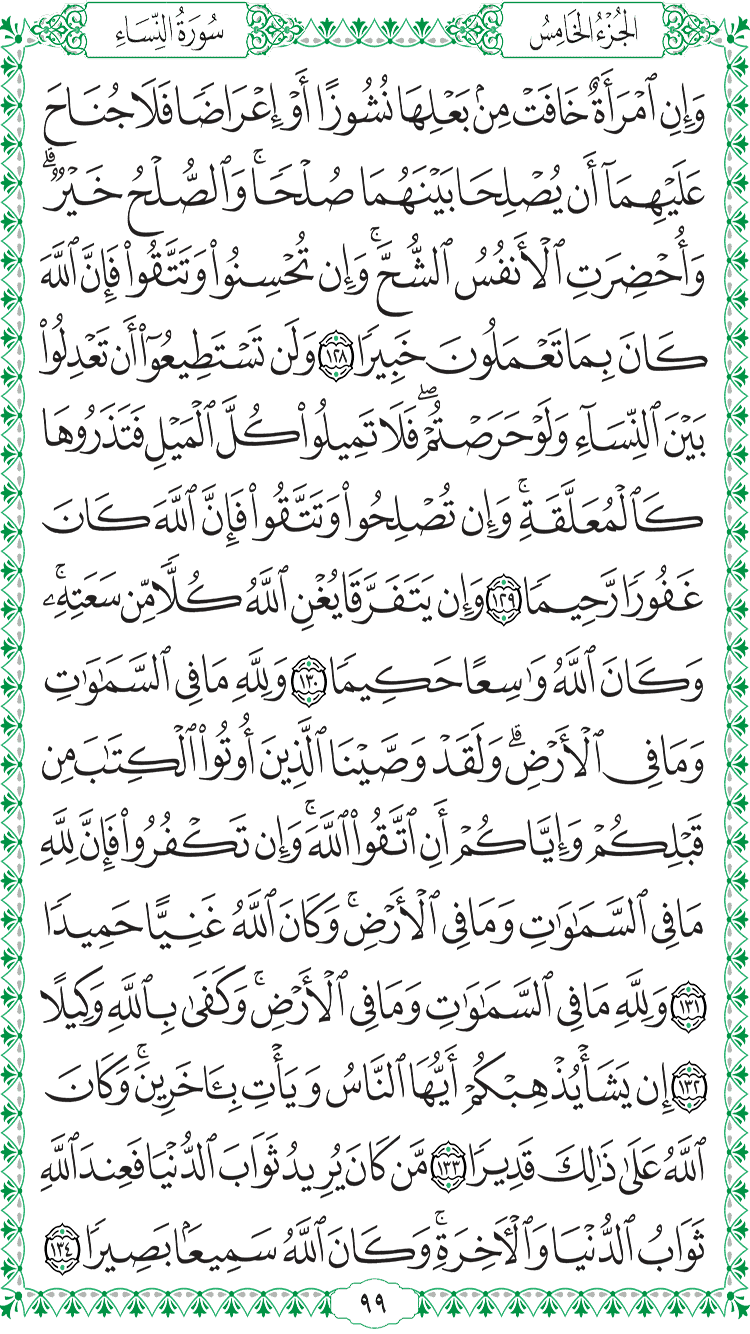 الجُزْءُ الخَامِسُ
سُورَةُ النِّسَاءِ
وَإِنِ ٱمْرَأَةٌ خَافَتْ مِنۢ بَعْلِهَا نُشُوزًا أَوْ إِعْرَاضًا فَلَا جُنَاحَ
عَلَيْهِمَآ أَن يُصْلِحَا بَيْنَهُمَا صُلْحًا ۚ وَٱلصُّلْحُ خَيْرٌ ۗ
وَأُحْضِرَتِ ٱلْأَنفُسُ ٱلشُّحَّ ۚ وَإِن تُحْسِنُوا۟ وَتَتَّقُوا۟ فَإِنَّ ٱللَّهَ
كَانَ بِمَا تَعْمَلُونَ خَبِيرًا ١٢٨ وَلَن تَسْتَطِيعُوٓا۟ أَن تَعْدِلُوا۟
بَيْنَ ٱلنِّسَآءِ وَلَوْ حَرَصْتُمْ ۖ فَلَا تَمِيلُوا۟ كُلَّ ٱلْمَيْلِ فَتَذَرُوهَا
كَٱلْمُعَلَّقَةِ ۚ وَإِن تُصْلِحُوا۟ وَتَتَّقُوا۟ فَإِنَّ ٱللَّهَ كَانَ
غَفُورًا رَّحِيمًا ١٢٩ وَإِن يَتَفَرَّقَا يُغْنِ ٱللَّهُ كُلًّا مِّن سَعَتِهِۦ ۚ
وَكَانَ ٱللَّهُ وَٰسِعًا حَكِيمًا ١٣٠ وَلِلَّهِ مَا فِى ٱلسَّمَٰوَٰتِ
وَمَا فِى ٱلْأَرْضِ ۗ وَلَقَدْ وَصَّيْنَا ٱلَّذِينَ أُوتُوا۟ ٱلْكِتَٰبَ مِن
قَبْلِكُمْ وَإِيَّاكُمْ أَنِ ٱتَّقُوا۟ ٱللَّهَ ۚ وَإِن تَكْفُرُوا۟ فَإِنَّ لِلَّهِ
مَا فِى ٱلسَّمَٰوَٰتِ وَمَا فِى ٱلْأَرْضِ ۚ وَكَانَ ٱللَّهُ غَنِيًّا حَمِيدًا
١٣١ وَلِلَّهِ مَا فِى ٱلسَّمَٰوَٰتِ وَمَا فِى ٱلْأَرْضِ ۚ وَكَفَىٰ بِٱللَّهِ وَكِيلًا
١٣٢ إِن يَشَأْ يُذْهِبْكُمْ أَيُّهَا ٱلنَّاسُ وَيَأْتِ بِـَٔاخَرِينَ ۚ وَكَانَ
ٱللَّهُ عَلَىٰ ذَٰلِكَ قَدِيرًا ١٣٣ مَّن كَانَ يُرِيدُ ثَوَابَ ٱلدُّنْيَا فَعِندَ ٱللَّهِ
ثَوَابُ ٱلدُّنْيَا وَٱلْـَٔاخِرَةِ ۚ وَكَانَ ٱللَّهُ سَمِيعًۢا بَصِيرًا ١٣٤
٩٩